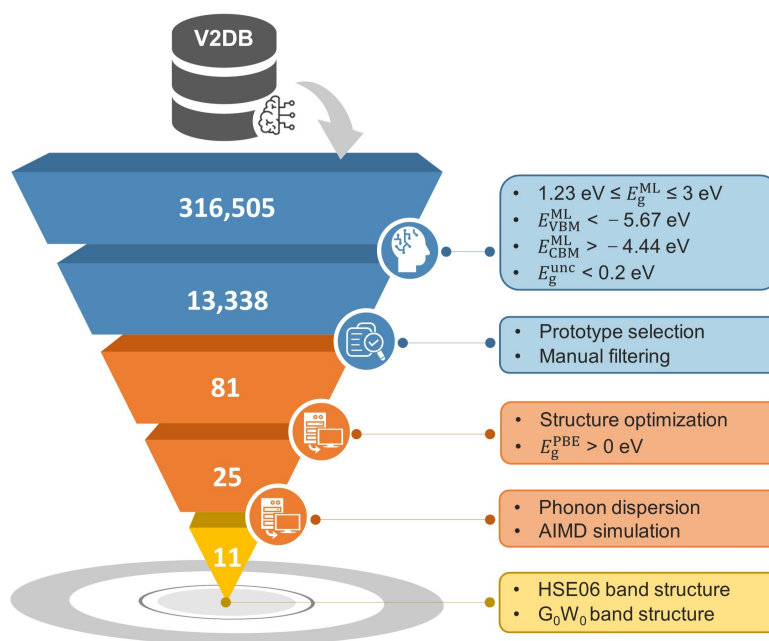 V2DB
316,505
• 1.23 eV ≤ E_g^ML ≤ 3 eV
• E_VBM^ML < − 5.67 eV
• E_CBM^ML > − 4.44 eV
• E_g^unc < 0.2 eV
13,338
• Prototype selection
• Manual filtering
81
• Structure optimization
• E_g^PBE > 0 eV
25
• Phonon dispersion
• AIMD simulation
11
• HSE06 band structure
• G₀W₀ band structure